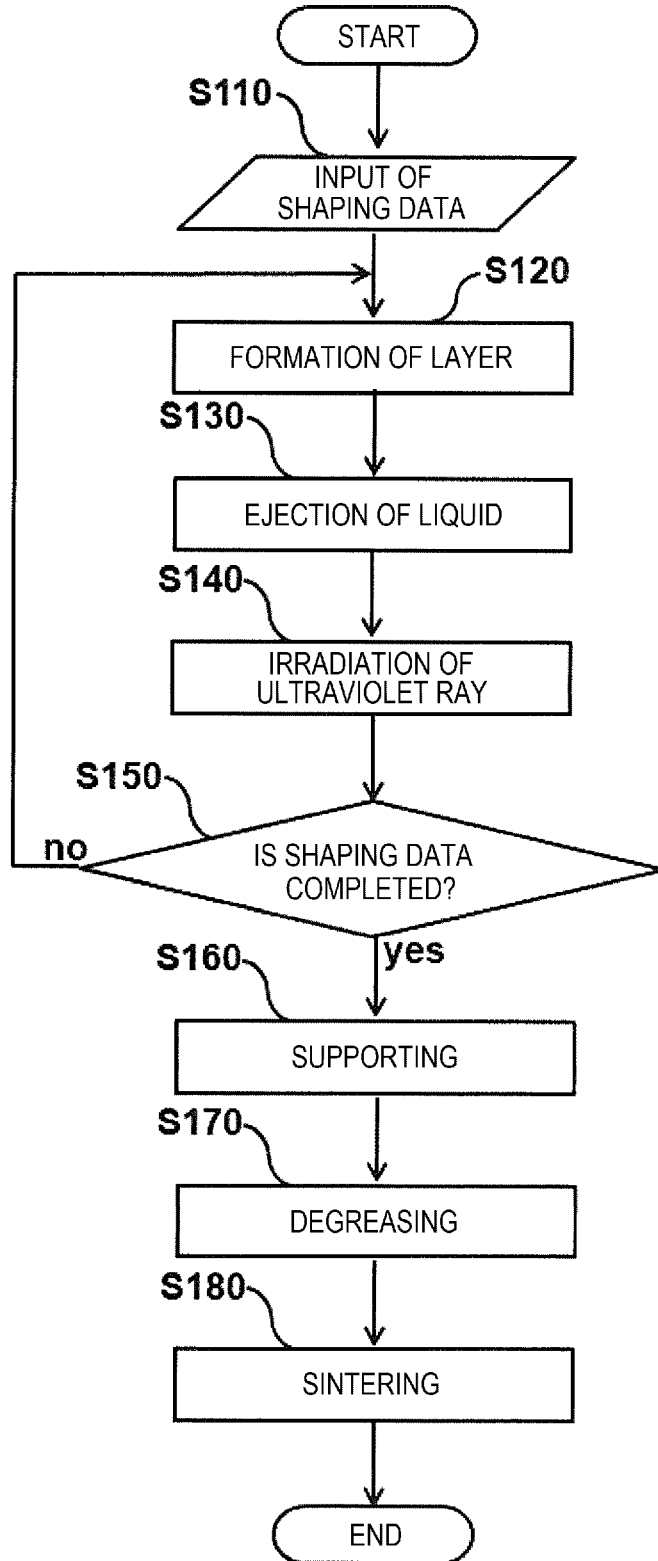 START
S110
INPUT OF
SHAPING DATA
S120
FORMATION OF LAYER
S130
EJECTION OF LIQUID
S140
IRRADIATION OF
ULTRAVIOLET RAY
S150
no
IS SHAPING DATA
COMPLETED?
yes
S160
SUPPORTING
S170
DEGREASING
S180
SINTERING
END